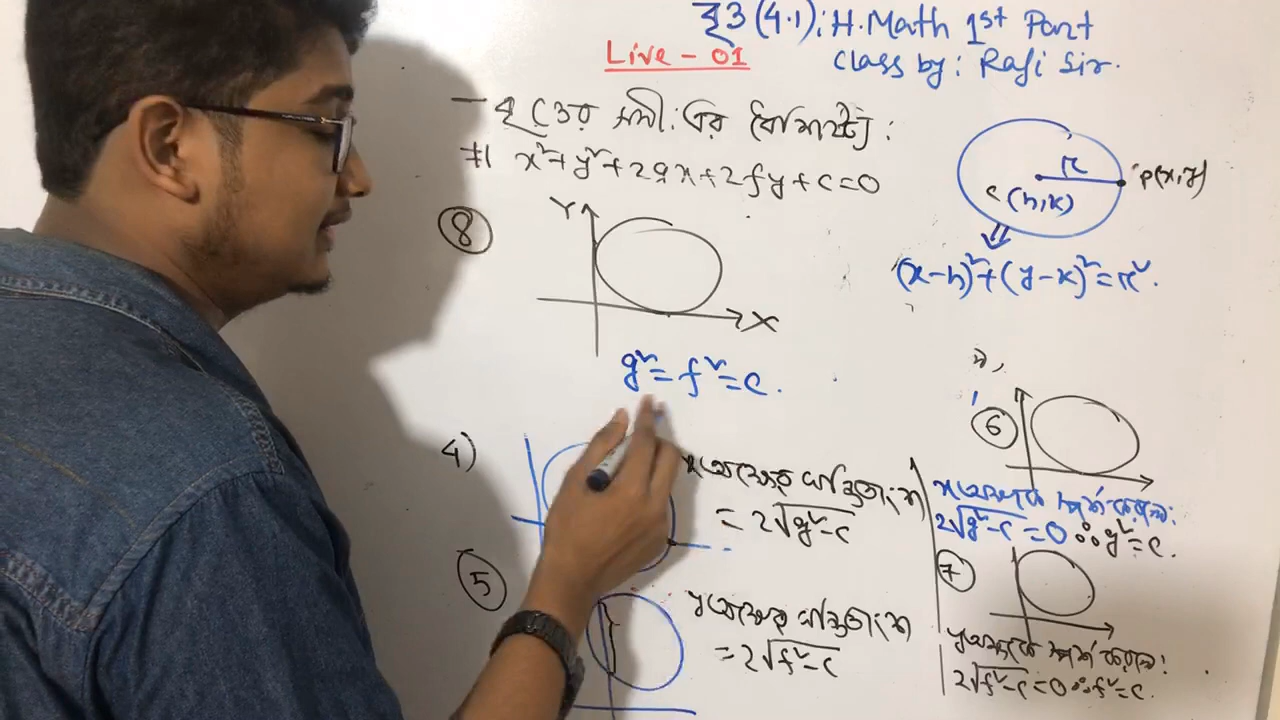 বৃত্ত (4.1): H.Math 1st Part
Live - 01
Class by: Rafi Sir.
বৃত্তের সমী: এর বৈশিষ্ট্য:
#1 x²+y²+2gx+2fy+c=0
r
P(x,y)
c (h,k)
(x-h)²+(y-k)²=r².
8
Y
X
g²=f²=c.
4)
x অক্ষের খন্ডিতাংশ
= 2√g²-c
5
y অক্ষের খন্ডিতাংশ
= 2√f²-c
6
x অক্ষকে স্পর্শ করলে:
2√g²-c =0 ∴ g²=c.
7
y অক্ষকে স্পর্শ করলে:
2√f²-c =0 ∴ f²=c.